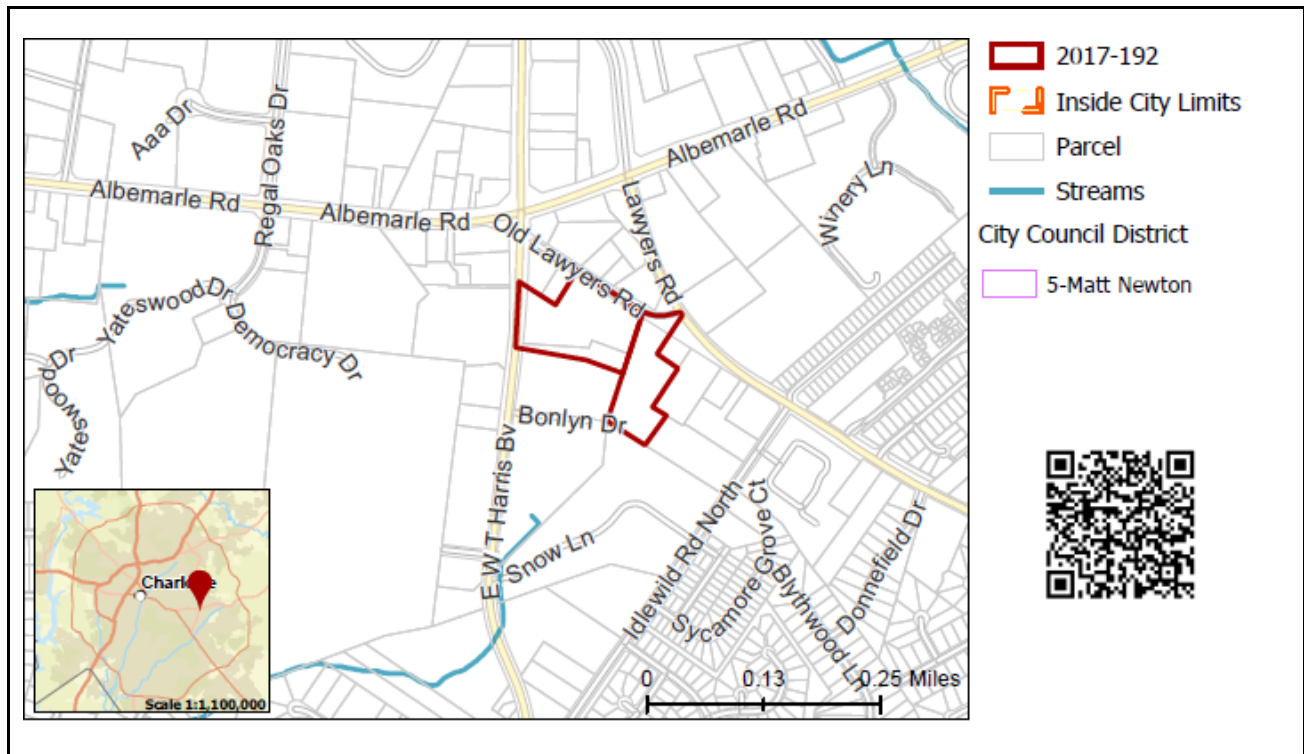 Aaa Dr
Regal Oaks Dr
Albemarle Rd
Albemarle Rd
Albemarle Rd
Old Lawyers Rd
Lawyers Rd
Winery Ln
Yateswood Dr
Democracy Dr
Yateswood Dr
Bonlyn Dr
E W T Harris Bv
Snow Ln
Idlewild Rd North
Sycamore Grove Ct
Blythwood Ln
Donnefield Dr
0 0.13 0.25 Miles
Scale 1:1,100,000
2017-192
Inside City Limits
Parcel
Streams
City Council District
5-Matt Newton